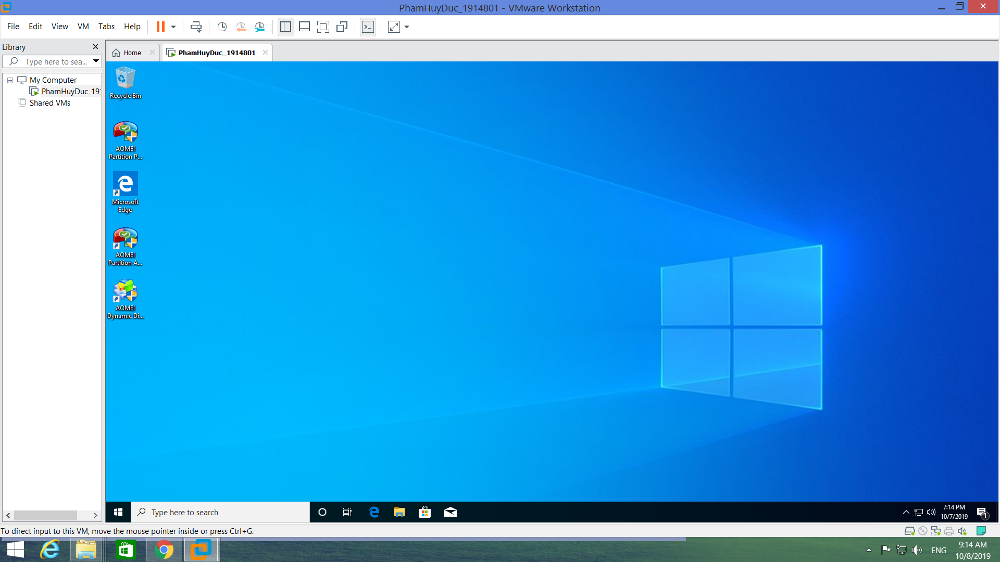 PhamHuyDuc_1914801 - VMware Workstation
File Edit View VM Tabs Help
Library
Type here to sea...
My Computer
PhamHuyDuc_19
Shared VMs
Home
PhamHuyDuc_1914801
Recycle Bin
AOMEI
Partition P...
Microsoft
Edge
AOMEI
Partition A...
AOMEI
Dynamic Di...
Type here to search
7:14 PM
10/7/2019
1
To direct input to this VM, move the mouse pointer inside or press Ctrl+G.
ENG
9:14 AM
10/8/2019